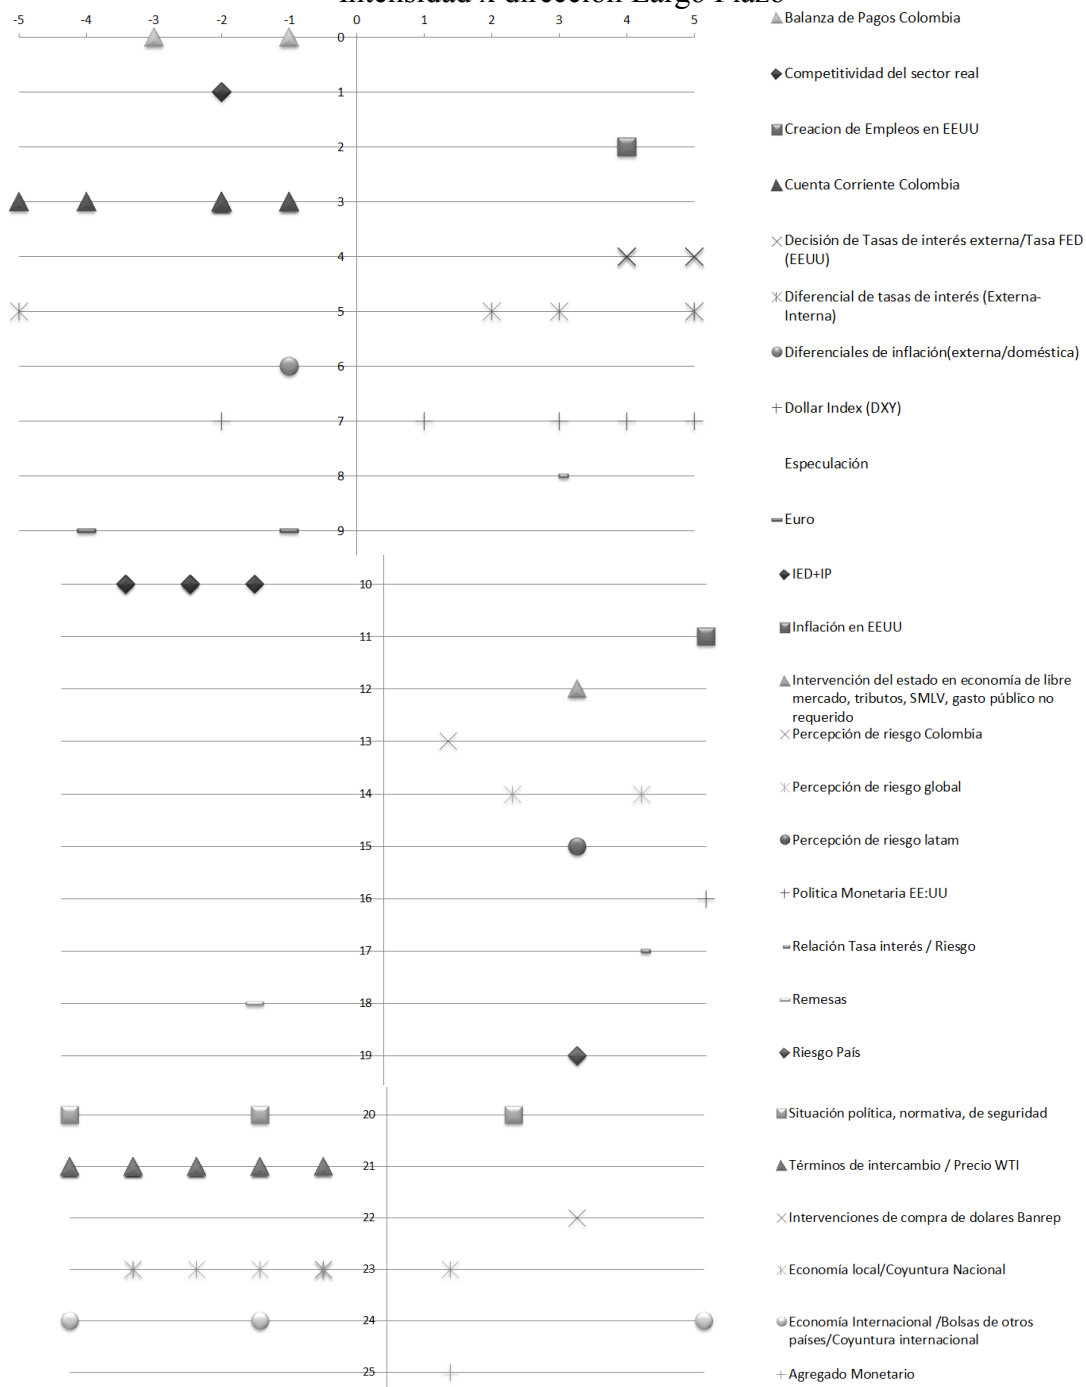 Intensidad x dirección Largo Plazo
-5 -4 -3 -2 -1 0 1 2 3 4 5
0
1
2
3
4
5
6
7
8
9
10
11
12
13
14
15
16
17
18
19
20
21
22
23
24
25
Balanza de Pagos Colombia
Competitividad del sector real
Creacion de Empleos en EEUU
Cuenta Corriente Colombia
Decisión de Tasas de interés externa/Tasa FED
(EEUU)
Diferencial de tasas de interés (Externa-
Interna)
Diferenciales de inflación(externa/doméstica)
Dollar Index (DXY)
Especulación
Euro
IED+IP
Inflación en EEUU
Intervención del estado en economía de libre
mercado, tributos, SMLV, gasto público no
requerido
Percepción de riesgo Colombia
Percepción de riesgo global
Percepción de riesgo latam
Politica Monetaria EE:UU
Relación Tasa interés / Riesgo
Remesas
Riesgo País
Situación política, normativa, de seguridad
Términos de intercambio / Precio WTI
Intervenciones de compra de dolares Banrep
Economía local/Coyuntura Nacional
Economía Internacional /Bolsas de otros
países/Coyuntura internacional
Agregado Monetario